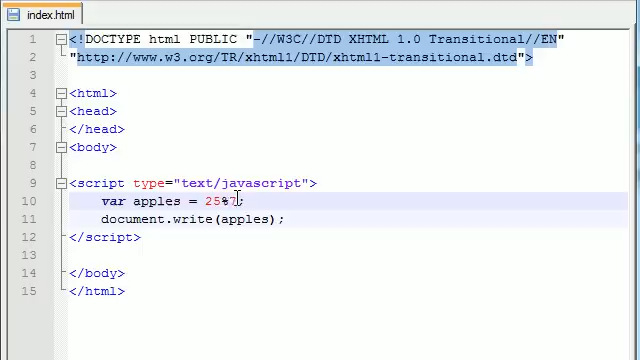 index.html
1 <!DOCTYPE html PUBLIC "-//W3C//DTD XHTML 1.0 Transitional//EN"
2 "http://www.w3.org/TR/xhtml1/DTD/xhtml1-transitional.dtd">
3
4 <html>
5 <head>
6 </head>
7 <body>
8
9 <script type="text/javascript">
10 var apples = 25%7;
11 document.write(apples);
12 </script>
13
14 </body>
15 </html>